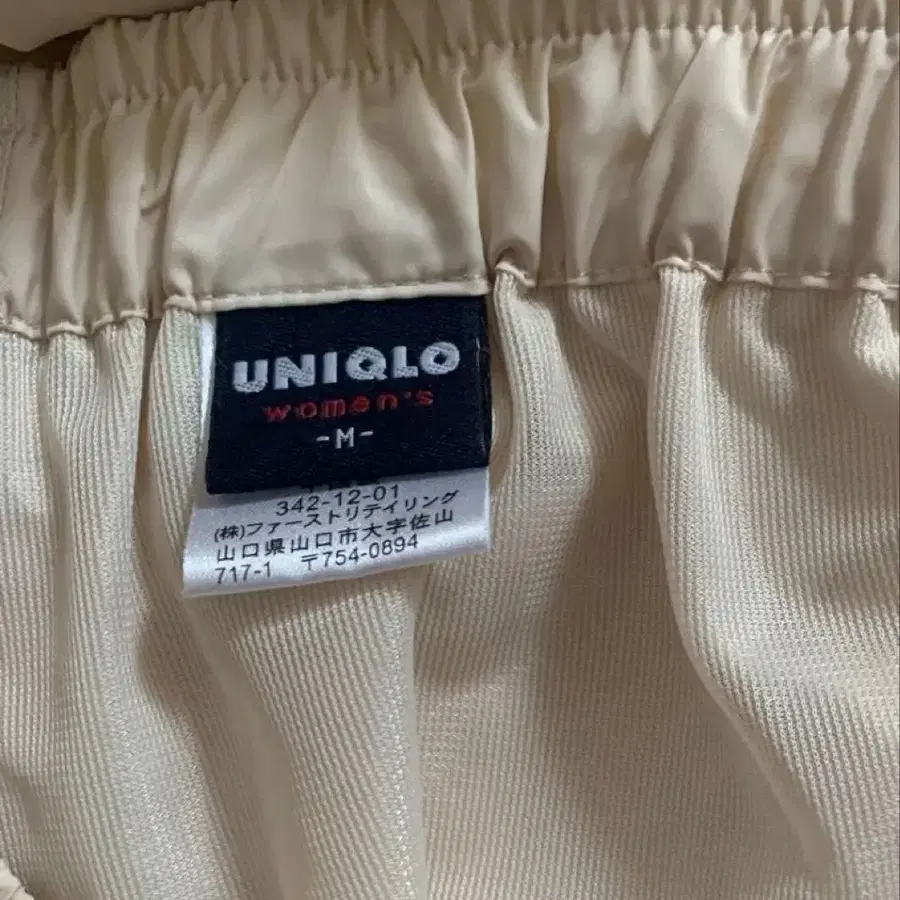 UNIQLO
women's
-M-
342-12-01
(株)ファーストリテイリング
山口県山口市大字佐山
717-1 〒754-0894